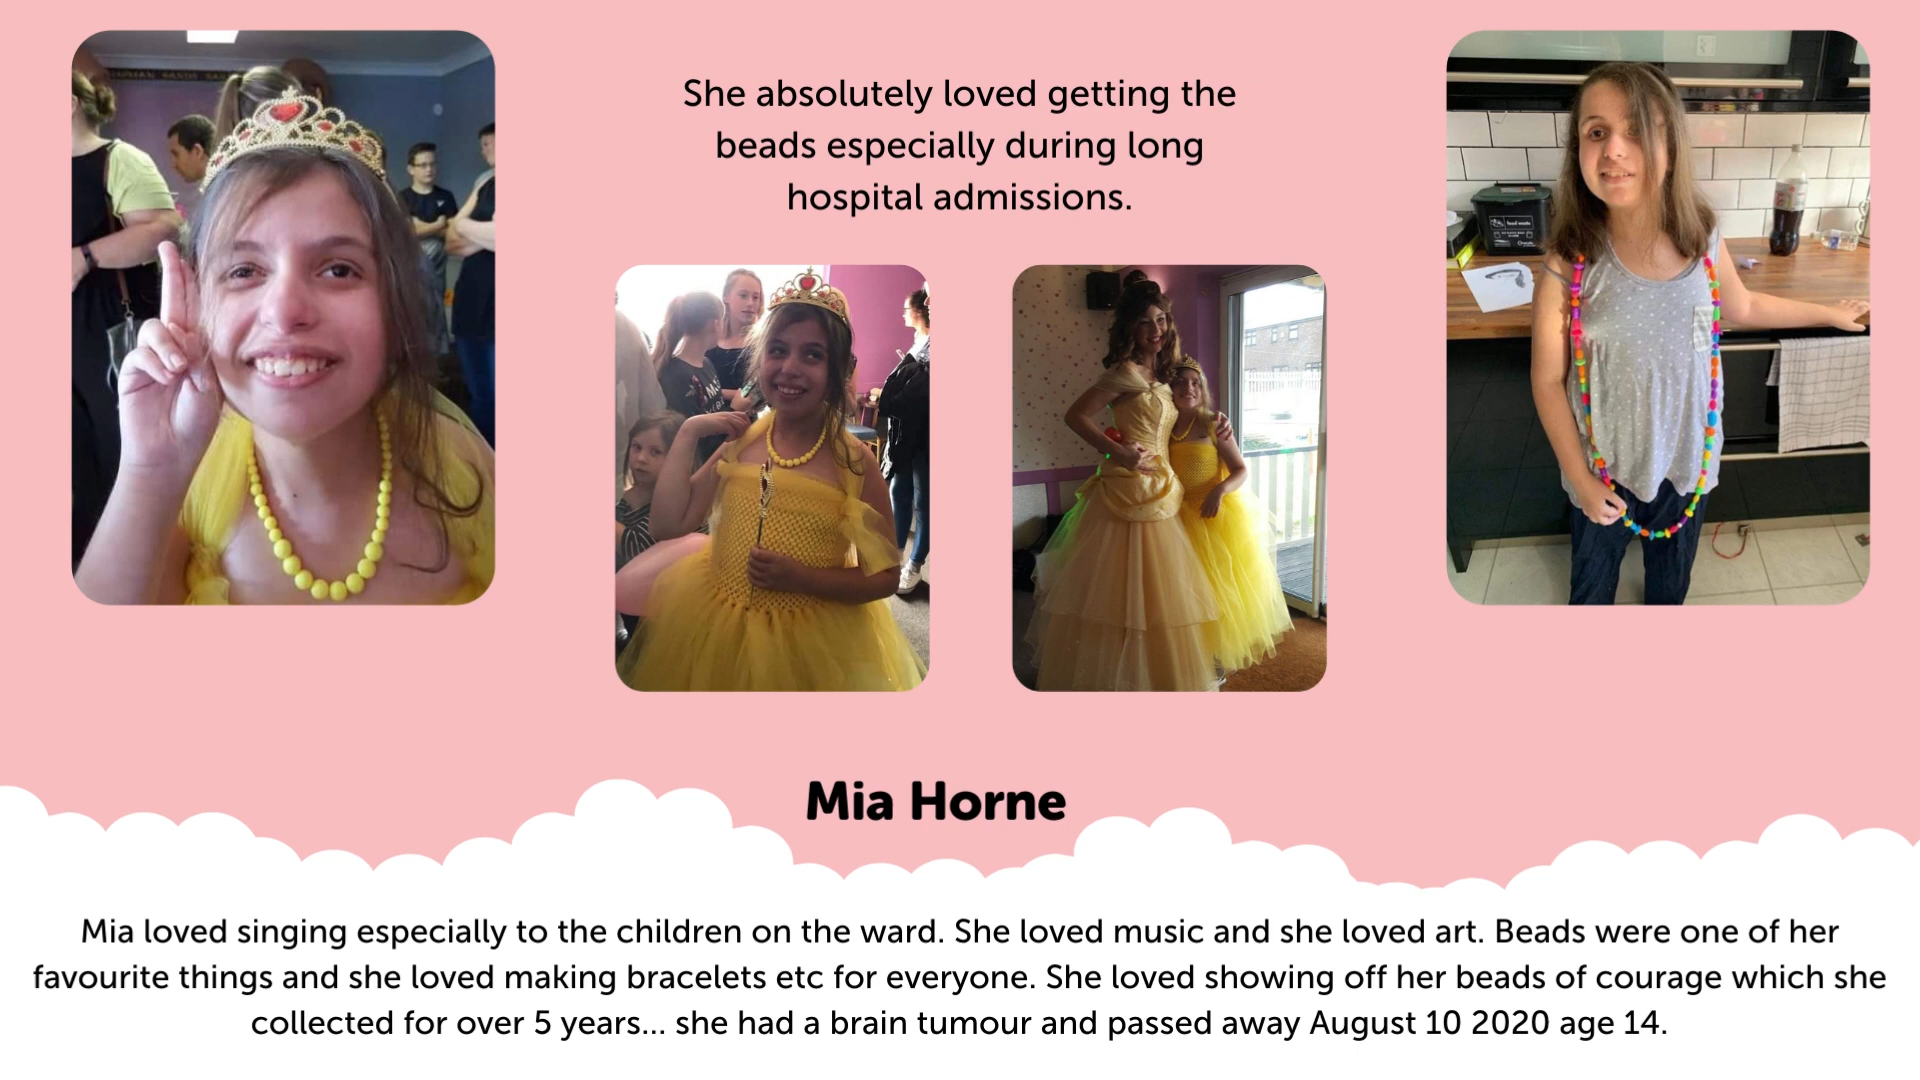 She absolutely loved getting the
beads especially during long
hospital admissions.
food waste
Mia Horne
Mia loved singing especially to the children on the ward. She loved music and she loved art. Beads were one of her
favourite things and she loved making bracelets etc for everyone. She loved showing off her beads of courage which she
collected for over 5 years... she had a brain tumour and passed away August 10 2020 age 14.